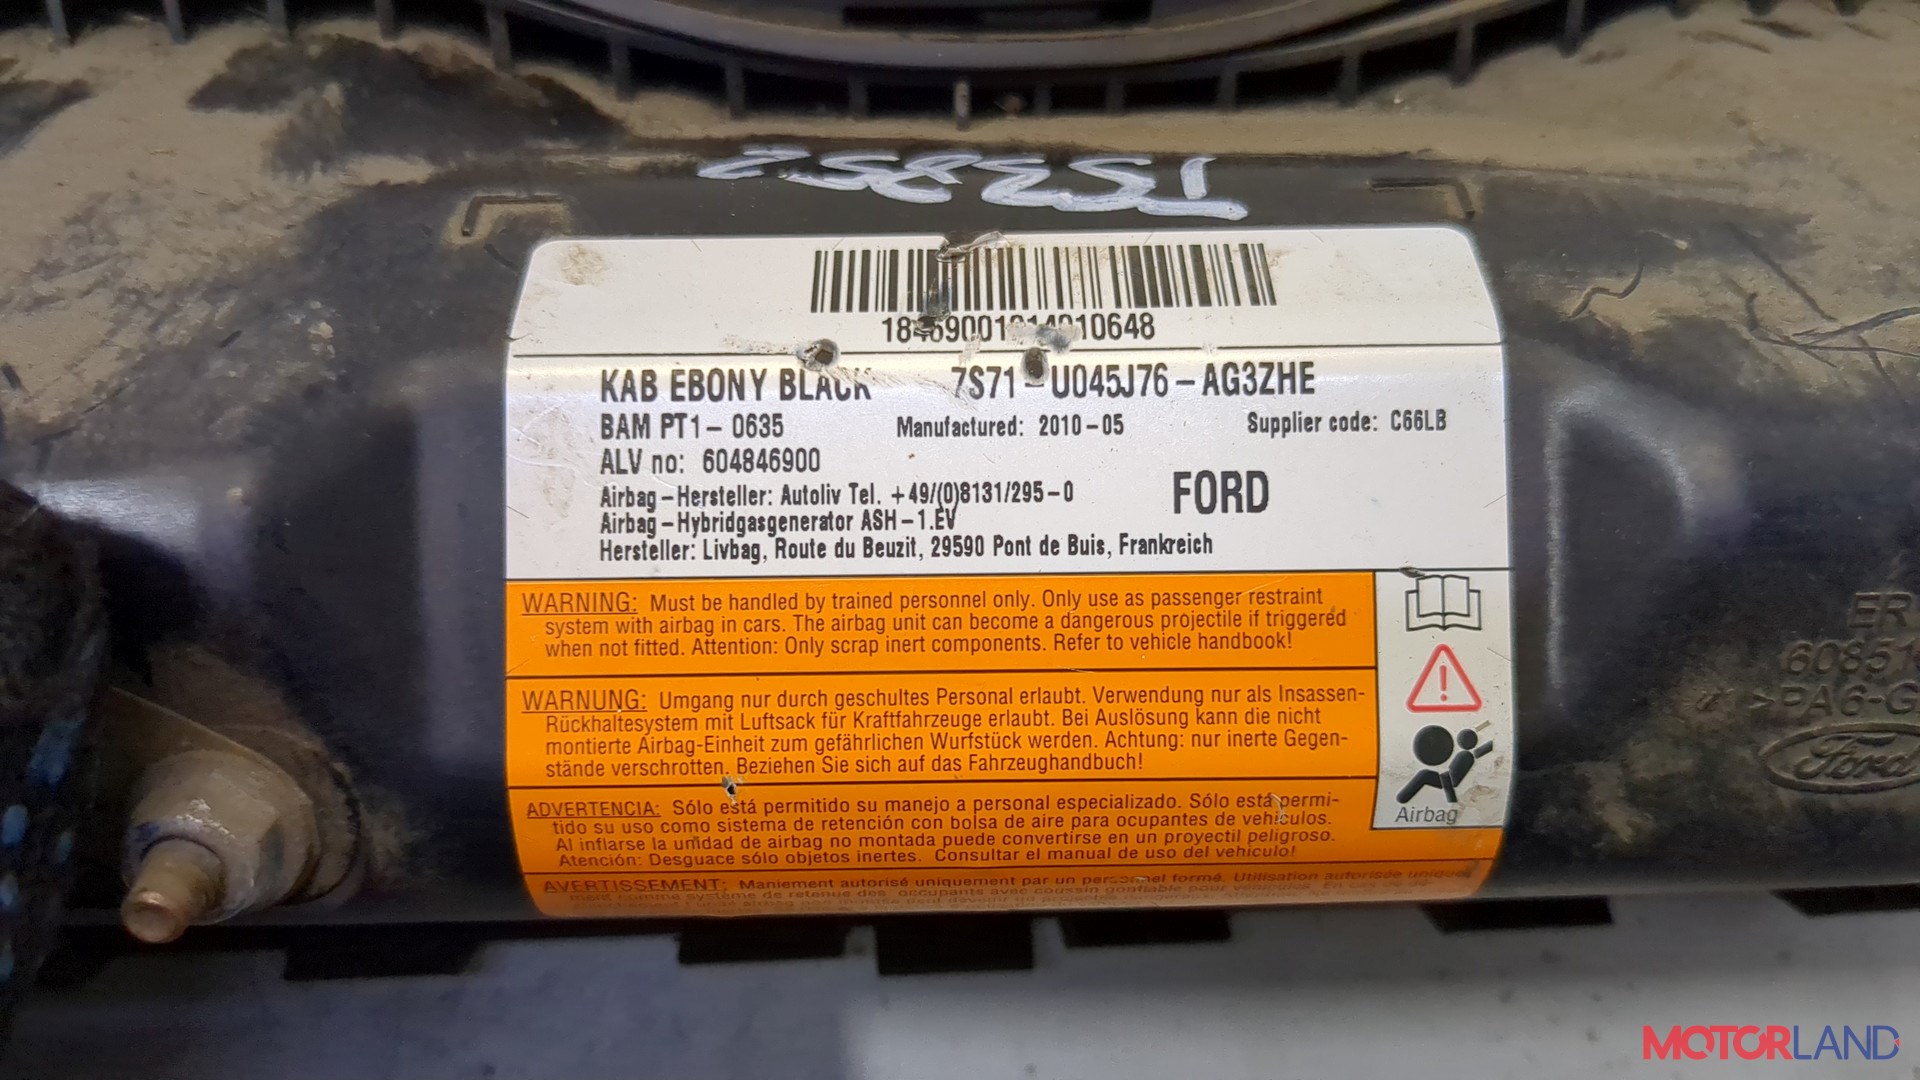 KAB EBONY BLACK 7S71-U045J76-AG3ZHE
BAM PT1-0635 Manufactured: 2010-05 Supplier code: C66LB
ALV no: 604846900
Airbag-Hersteller: Autoliv Tel. +49/(0)8131/295-0
FORD
Airbag-Hybridgasgenerator ASH-1.EV
Hersteller: Livbag, Route du Beuzit, 29590 Pont de Buis, Frankreich
WARNING: Must be handled by trained personnel only. Only use as passenger restraint
system with airbag in cars. The airbag unit can become a dangerous projectile if triggered
when not fitted. Attention: Only scrap inert components. Refer to vehicle handbook!
WARNUNG: Umgang nur durch geschultes Personal erlaubt. Verwendung nur als Insassen-
Rückhaltesystem mit Luftsack für Kraftfahrzeuge erlaubt. Bei Auslösung kann die nicht
montierte Airbag-Einheit zum gefährlichen Wurfstück werden. Achtung: nur inerte Gegen-
stände verschrotten. Beziehen Sie sich auf das Fahrzeughandbuch!
ADVERTENCIA: Sólo está permitido su manejo a personal especializado. Sólo está permi-
tido su uso como sistema de retención con bolsa de aire para ocupantes de vehículos.
Al inflarse la unidad de airbag no montada puede convertirse en un proyectil peligroso.
Atención: Desguace sólo objetos inertes. Consultar el manual de uso del vehículo!
AVERTISSEMENT: Maniement autorisé uniquement par un personnel formé. Utilisation autorisée
Airbag
Ford
MOTORLAND